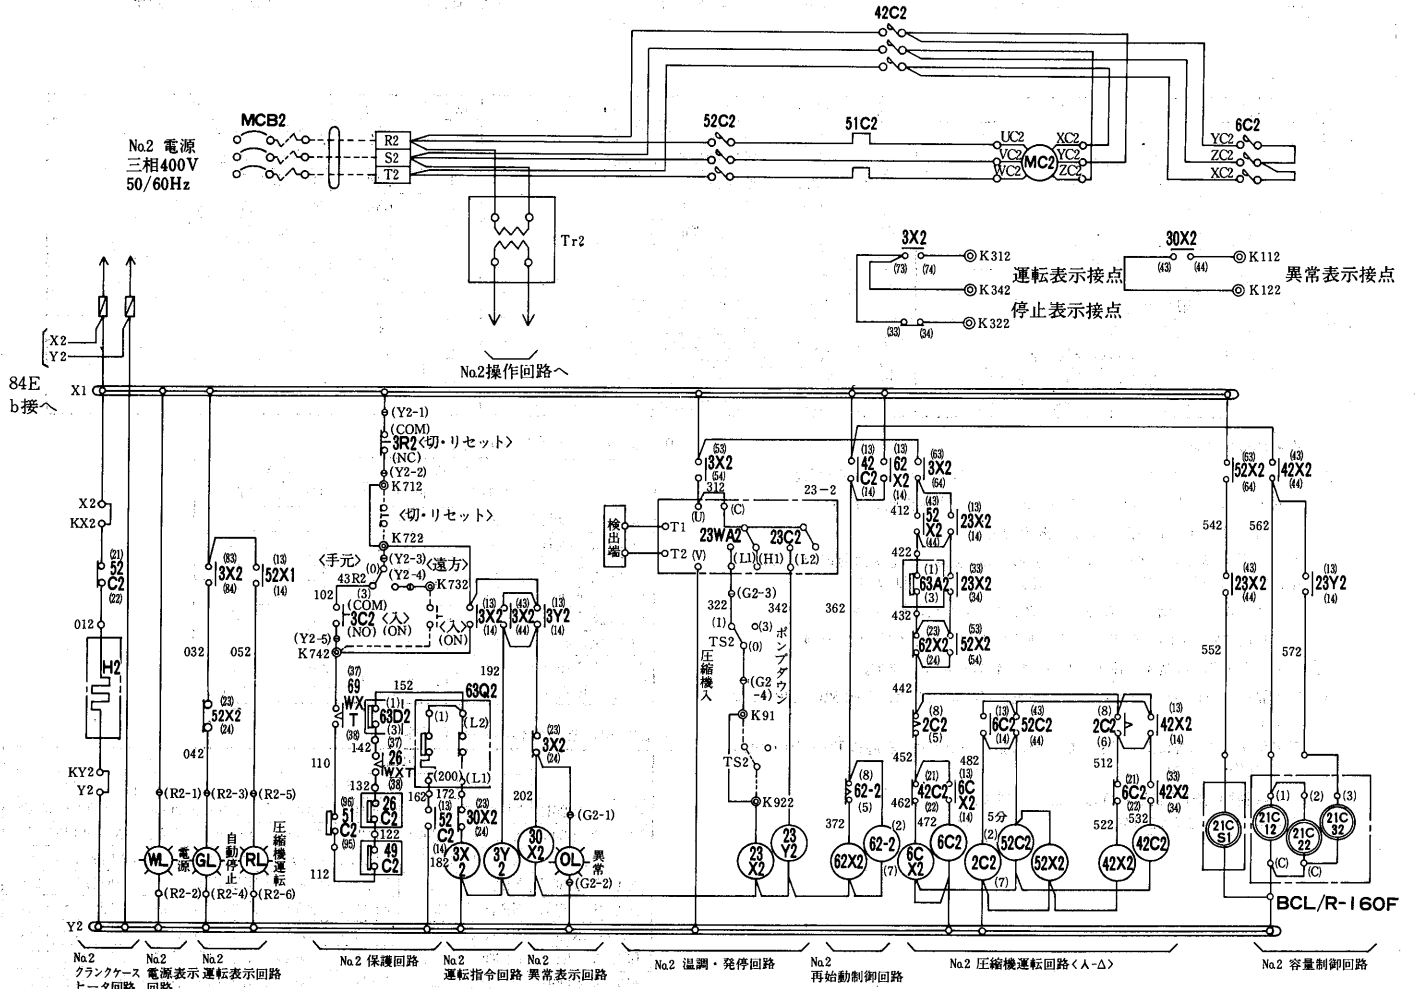 42C2
MCB2
No.2 電源
三相400V
50/60Hz
R2
S2
T2
52C2
51C2
UC2
VC2
WC2
MC2
XC2
YC2
ZC2
6C2
YC2
ZC2
XC2
Tr2
3X2
(73)
(74)
K312
運転表示接点
K342
停止表示接点
(33)
(34)
K322
30X2
(43)
(44)
K112
異常表示接点
K122
X2
Y2
No.2操作回路へ
84E
b接へ
X1
(Y2-1)
(COM)
3R2<切・リセット>
(NC)
(Y2-2)
K712
<切・リセット>
K722
(Y2-3)
<手元>
<遠方>
43R2
(0)
(Y2-4)
K732
(3)
102
(COM)
3C2
(NO)
<入>
(ON)
<入>
(ON)
(Y2-5)
K742
X2
KX2
(21)
52
C2
(22)
012
H2
KY2
Y2
(83)
3X2
(84)
(13)
52X1
(14)
032
052
(23)
52X2
(24)
042
(R2-1)
(R2-3)
(R2-5)
WL
電源
GL
自動停止
RL
圧縮機運転
(R2-2)
(R2-4)
(R2-6)
(37)
69
WX
T
(38)
110
(96)
51
C2
(95)
112
152
(1)
63D2
(3)
142
(37)
26
WXT
(38)
132
26
C2
122
49
C2
63Q2
(1)
(L2)
(200)
(L1)
162
172
(13)
52
C2
(14)
182
(23)
30X2
(24)
(13)
3X2
(14)
(43)
3X2
(44)
(13)
3Y2
(14)
192
(23)
3X2
(24)
202
3X
2
3Y
2
30
X2
(G2-1)
OL
異常
(G2-2)
(53)
3X2
(54)
312
23-2
検出端
T1
T2
(U)
(C)
(V)
23WA2
23C2
(L1)
(H1)
(L2)
(G2-3)
322
342
(1)
(3)
TS2
(0)
圧縮機入
ポンプダウン
(G2
-4)
K91
TS2
K922
23
X2
23
Y2
(13)
42
C2
(14)
(13)
62
X2
(14)
362
(8)
62-2
(5)
372
62X2
62-2
(2)
(7)
(63)
3X2
(64)
412
(43)
52
X2
(44)
(13)
23X2
(14)
422
(1)
63A2
(3)
(33)
23X2
(34)
432
(23)
62X2
(24)
(53)
52X2
(54)
442
(8)
2C2
(5)
452
(13)
6C2
(14)
(43)
52C2
(44)
(8)
2C2
(6)
(13)
42X2
(14)
482
512
(21)
42C2
(22)
(13)
6C
X2
(14)
462
472
(21)
6C2
(22)
(33)
42X2
(34)
522
532
5分
6C
X2
6C2
(2)
2C2
(7)
52C2
52X2
42X2
42C2
(63)
52X2
(64)
(43)
42X2
(44)
542
562
(43)
23X2
(44)
(13)
23Y2
(14)
552
572
21C
S1
(1)
21C
12
(2)
21C
22
(3)
21C
32
(C)
(C)
BCL/R-160F
Y2
No.2
クランクケース
ヒータ回路
No.2
電源表示
回路
No.2
運転表示回路
No.2 保護回路
No.2
運転指令回路
No.2
異常表示回路
No.2 温調・発停回路
No.2
再始動制御回路
No.2 圧縮機運転回路<人-△>
No.2 容量制御回路